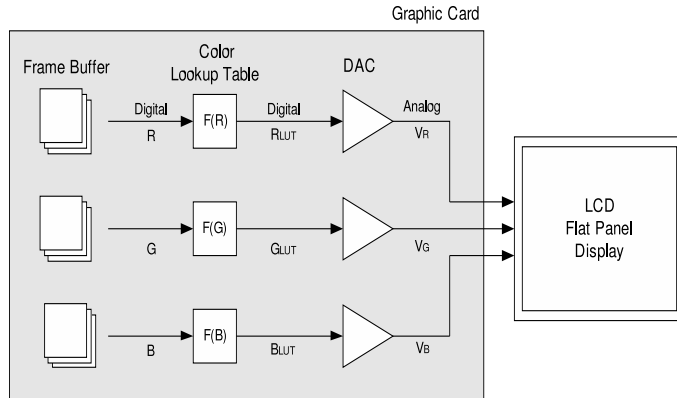 Graphic Card
Frame Buffer
Color
Lookup Table
DAC
Digital
R
F(R)
Digital
RLUT
Analog
VR
G
F(G)
GLUT
VG
B
F(B)
BLUT
VB
LCD
Flat Panel
Display